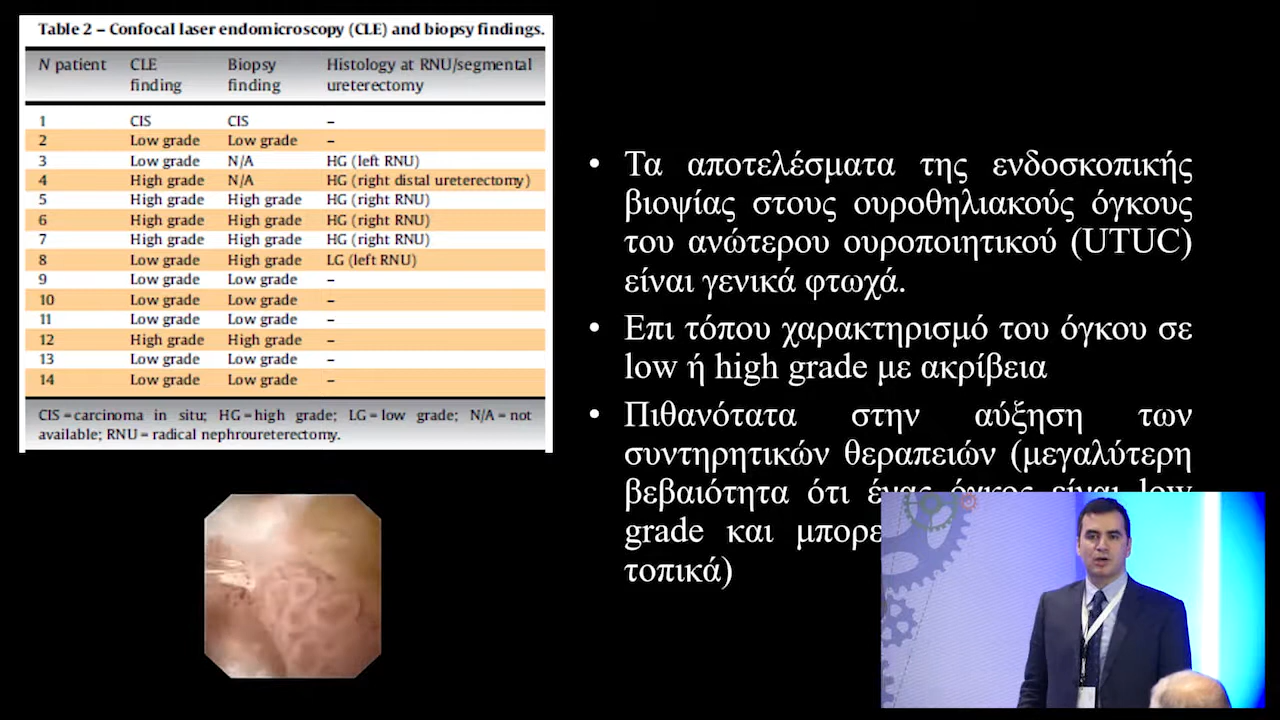 Table 2 – Confocal laser endomicroscopy (CLE) and biopsy findings.
N patient CLE finding Biopsy finding Histology at RNU/segmental ureterectomy
1 CIS CIS –
2 Low grade Low grade –
3 Low grade N/A HG (left RNU)
4 High grade N/A HG (right distal ureterectomy)
5 High grade High grade HG (right RNU)
6 High grade High grade HG (right RNU)
7 High grade High grade HG (right RNU)
8 Low grade High grade LG (left RNU)
9 Low grade Low grade –
10 Low grade Low grade –
11 Low grade Low grade –
12 High grade High grade –
13 Low grade Low grade –
14 Low grade Low grade –
CIS = carcinoma in situ; HG = high grade; LG = low grade; N/A = not
available; RNU = radical nephroureterectomy.
• Τα αποτελέσματα της ενδοσκοπικής
βιοψίας στους ουροθηλιακούς όγκους
του ανώτερου ουροποιητικού (UTUC)
είναι γενικά φτωχά.
• Επι τόπου χαρακτηρισμό του όγκου σε
low ή high grade με ακρίβεια
• Πιθανότατα στην αύξηση των
συντηρητικών θεραπειών (μεγαλύτερη
βεβαιότητα ότι ένας όγκος είναι low
grade και μπορε
τοπικά)